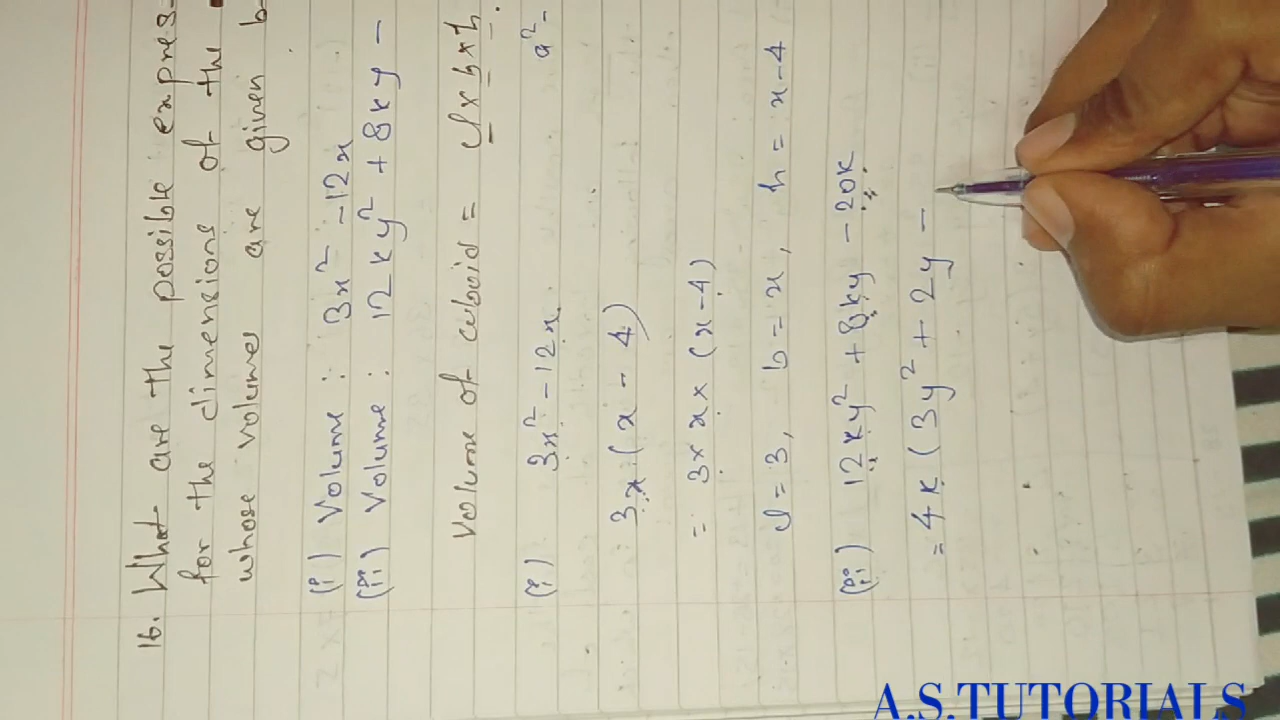 16. What are the possible expres-
for the dimensions of the
whose volumes are given b
(i) Volume : 3x² - 12x
(ii) Volume : 12ky² + 8ky -
Volume of cuboid = l × b × h.
(i) 3x² - 12x a² -
3x (x - 4)
= 3 × x × (x - 4)
l = 3, b = x, h = x - 4
(ii) 12ky² + 8ky - 20k
= 4k (3y² + 2y -
A.S.TUTORIALS